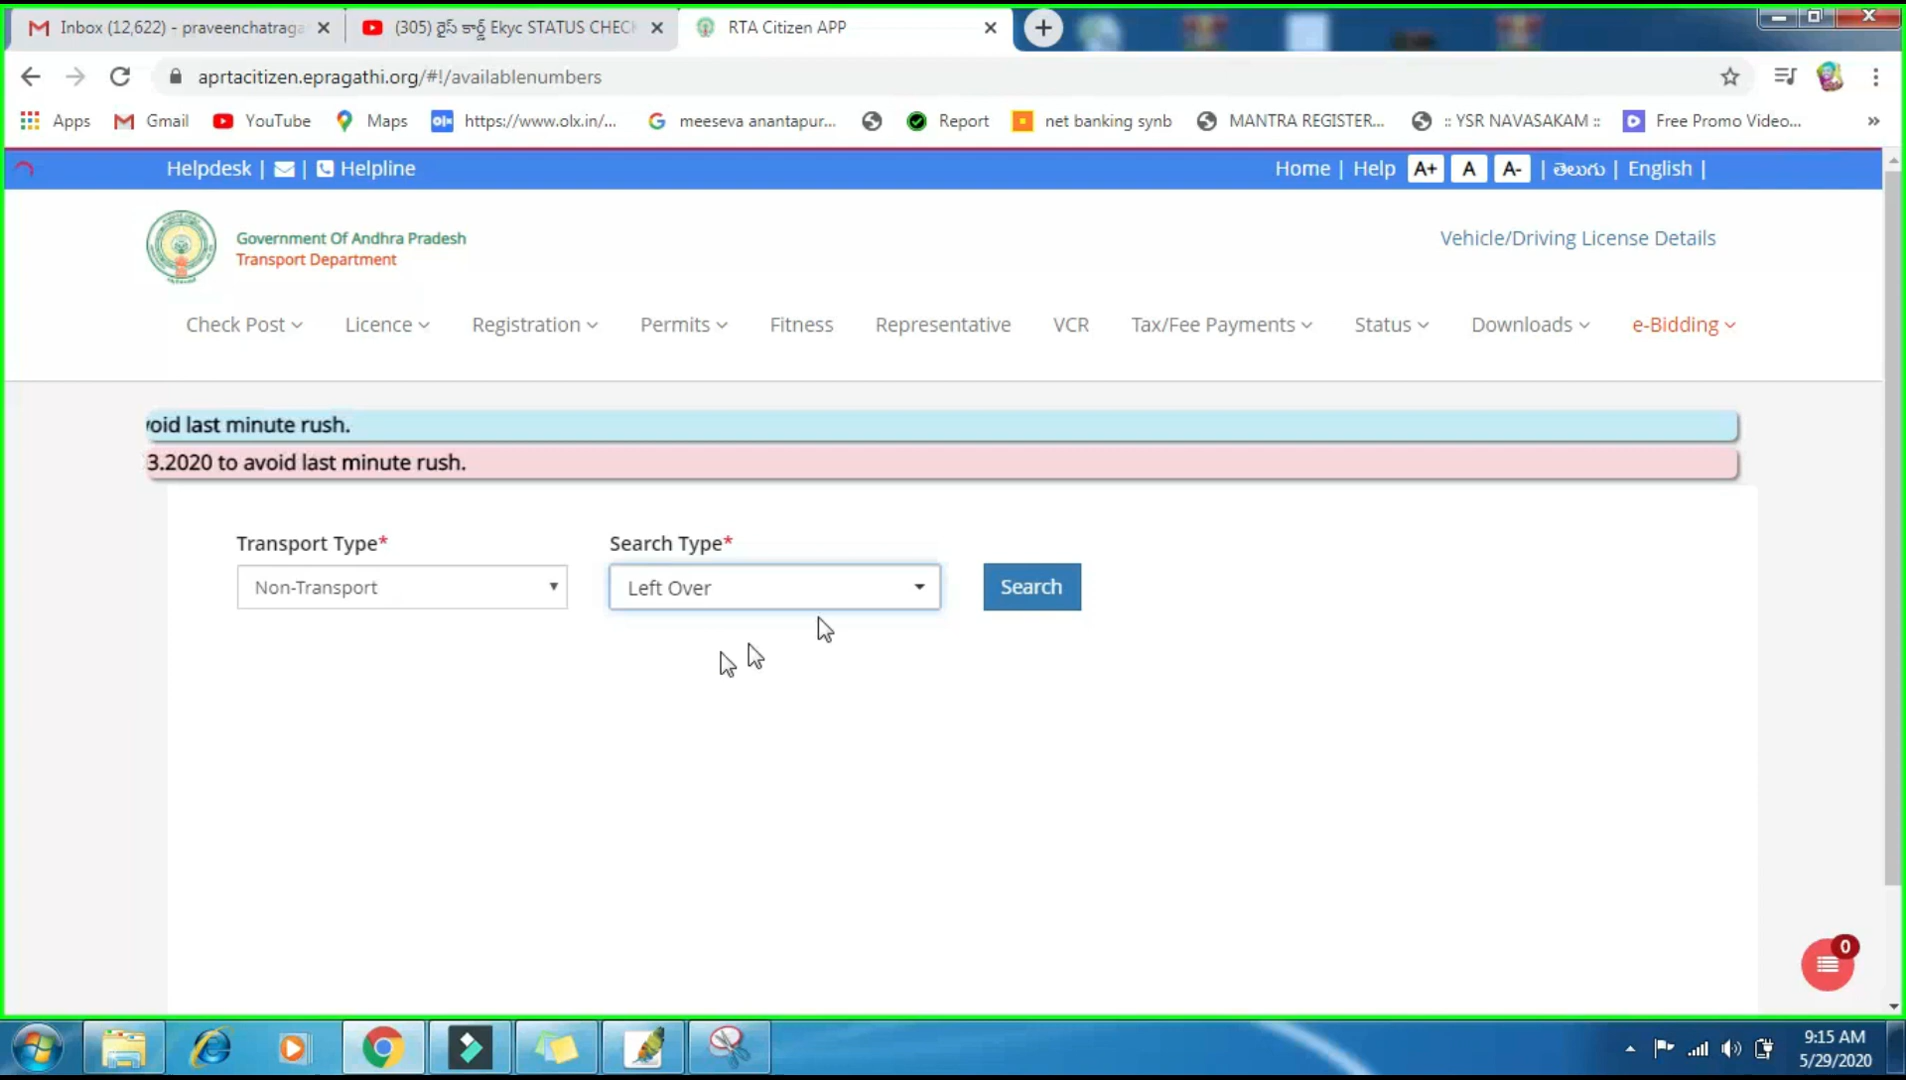 Inbox (12,622) - praveenchatraga
(305) రైస్ కార్డ్ Ekyc STATUS CHECK
RTA Citizen APP
aprtacitizen.epragathi.org/#!/availablenumbers
Apps
Gmail
YouTube
Maps
olx
https://www.olx.in/...
meeseva anantapur...
Report
net banking synb
MANTRA REGISTER...
:: YSR NAVASAKAM ::
Free Promo Video...
»
Helpdesk | | Helpline
Home | Help A+ A A- | తెలుగు | English |
Government Of Andhra Pradesh
Transport Department
Vehicle/Driving License Details
Check Post
Licence
Registration
Permits
Fitness
Representative
VCR
Tax/Fee Payments
Status
Downloads
e-Bidding
void last minute rush.
3.2020 to avoid last minute rush.
Transport Type*
Search Type*
Non-Transport
Left Over
Search
0
9:15 AM
5/29/2020